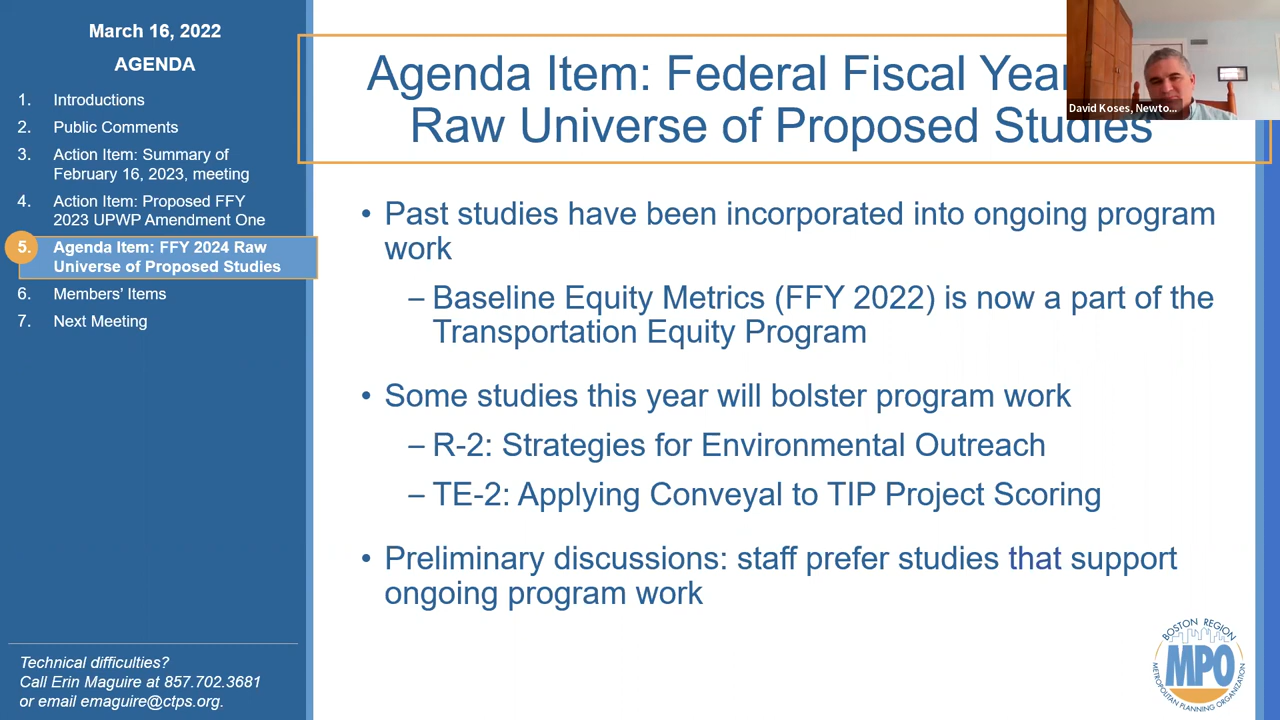 March 16, 2022
AGENDA
1. Introductions
2. Public Comments
3. Action Item: Summary of
February 16, 2023, meeting
4. Action Item: Proposed FFY
2023 UPWP Amendment One
5. Agenda Item: FFY 2024 Raw
Universe of Proposed Studies
6. Members' Items
7. Next Meeting
Technical difficulties?
Call Erin Maguire at 857.702.3681
or email emaguire@ctps.org.
Agenda Item: Federal Fiscal Year
Raw Universe of Proposed Studies
David Koses, Newto...
• Past studies have been incorporated into ongoing program
work
– Baseline Equity Metrics (FFY 2022) is now a part of the
Transportation Equity Program
• Some studies this year will bolster program work
– R-2: Strategies for Environmental Outreach
– TE-2: Applying Conveyal to TIP Project Scoring
• Preliminary discussions: staff prefer studies that support
ongoing program work
BOSTON REGION
MPO
METROPOLITAN PLANNING ORGANIZATION